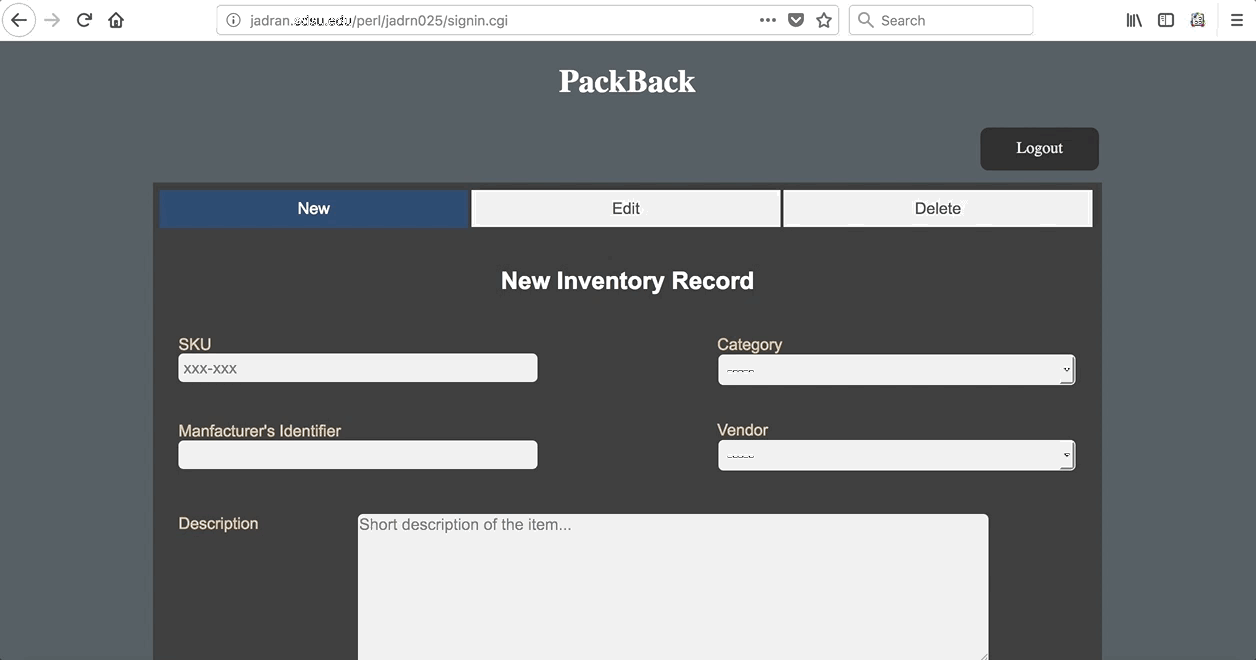 jadran.sdsu.edu/perl/jadrn025/signin.cgi
Search
PackBack
Logout
New Edit Delete
New Inventory Record
SKU Category
xxx-xxx -----
Manfacturer's Identifier Vendor
-----
Description Short description of the item...